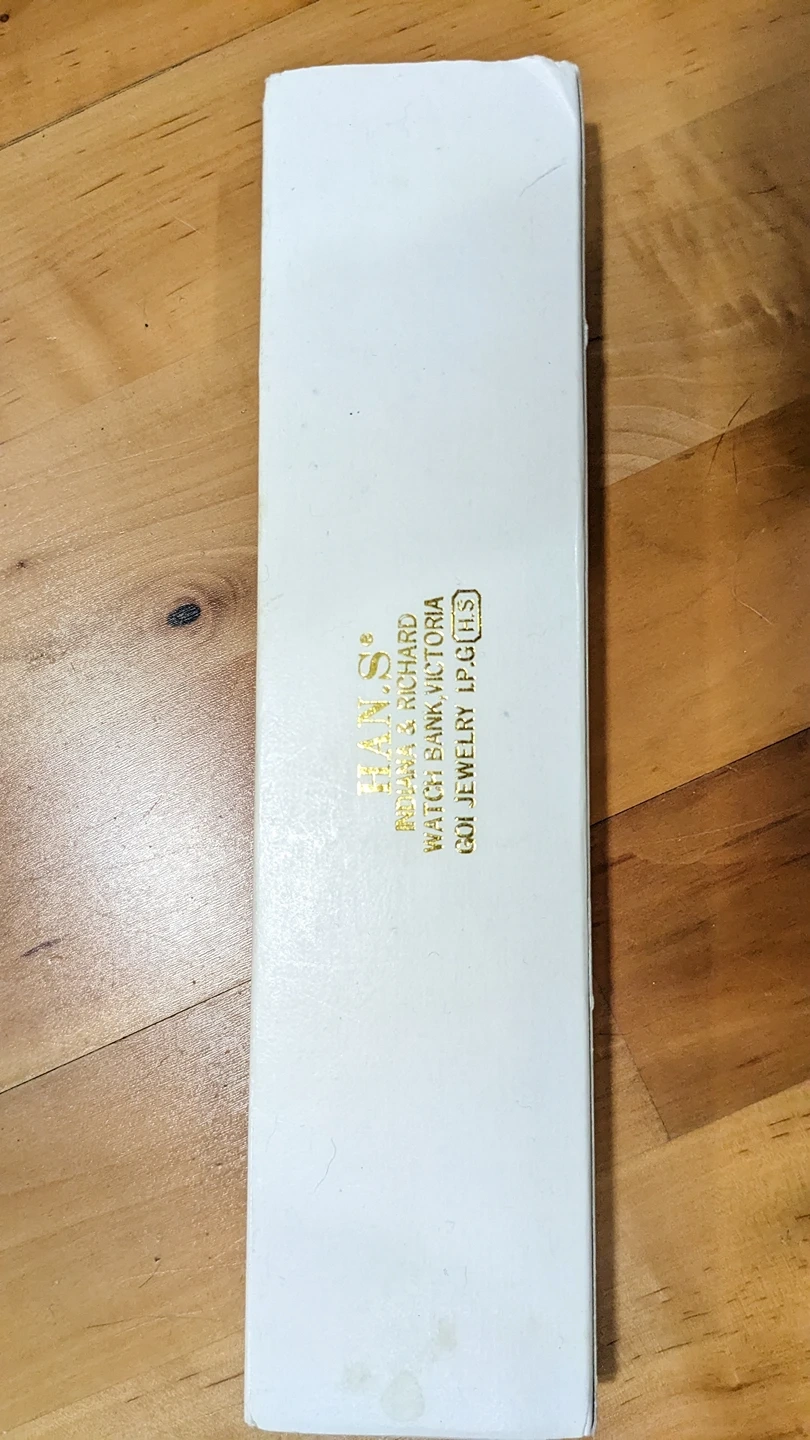 HAN.S®
INDIANA & RICHARD
WATCH BANK,VICTORIA
GOI JEWELRY I.P.G H.S